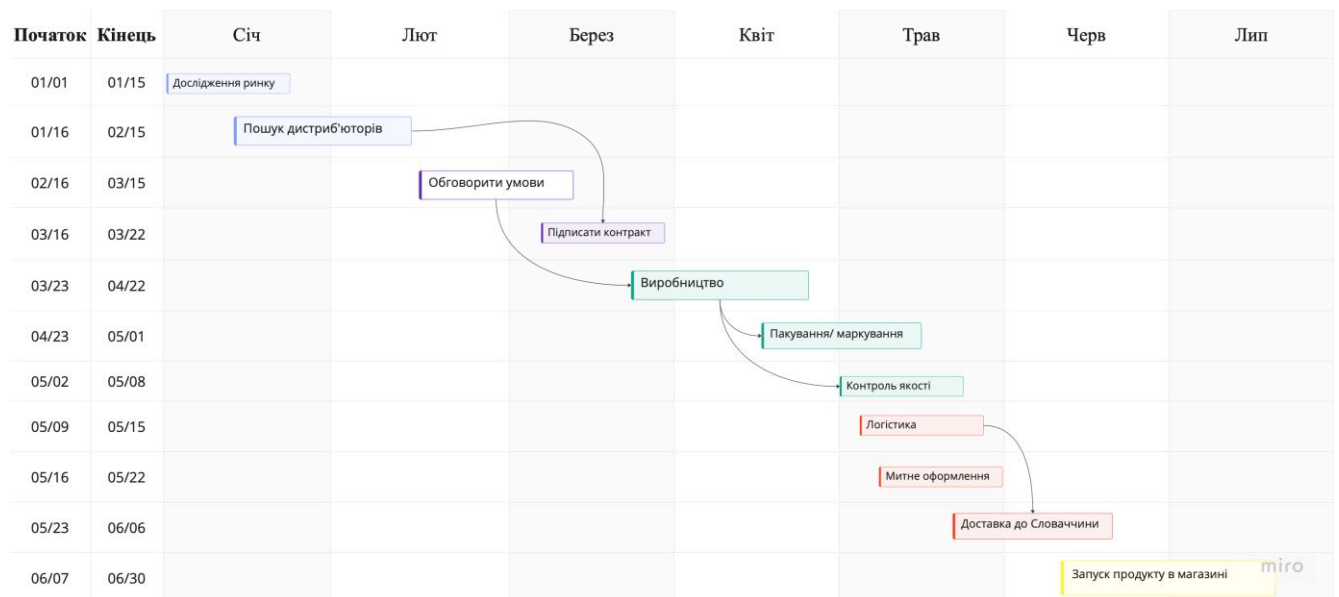 Початок Кінець Січ Лют Берез Квіт Трав Черв Лип
01/01 01/15 Дослідження ринку
01/16 02/15 Пошук дистриб'юторів
02/16 03/15 Обговорити умови
03/16 03/22 Підписати контракт
03/23 04/22 Виробництво
04/23 05/01 Пакування/ маркування
05/02 05/08 Контроль якості
05/09 05/15 Логістика
05/16 05/22 Митне оформлення
05/23 06/06 Доставка до Словаччини
06/07 06/30 Запуск продукту в магазині
miro